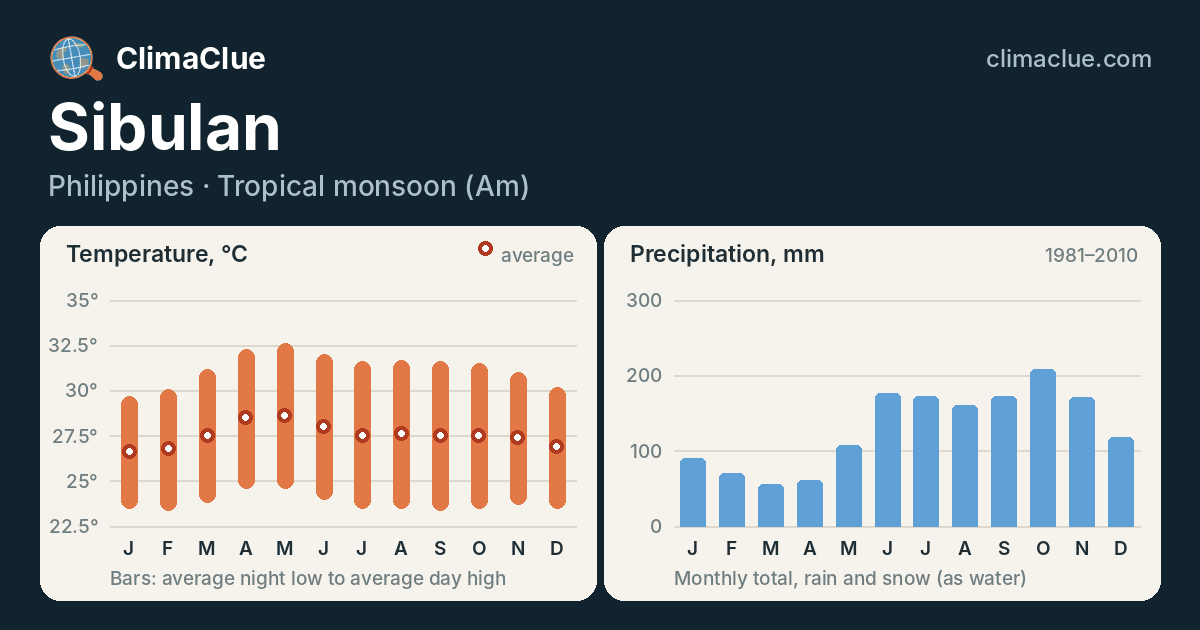 ClimaClue
climaclue.com
Sibulan
Philippines · Tropical monsoon (Am)
Temperature, °C
average
35°
32.5°
30°
27.5°
25°
22.5°
J F M A M J J A S O N D
Bars: average night low to average day high
Precipitation, mm
1981–2010
300
200
100
0
J F M A M J J A S O N D
Monthly total, rain and snow (as water)